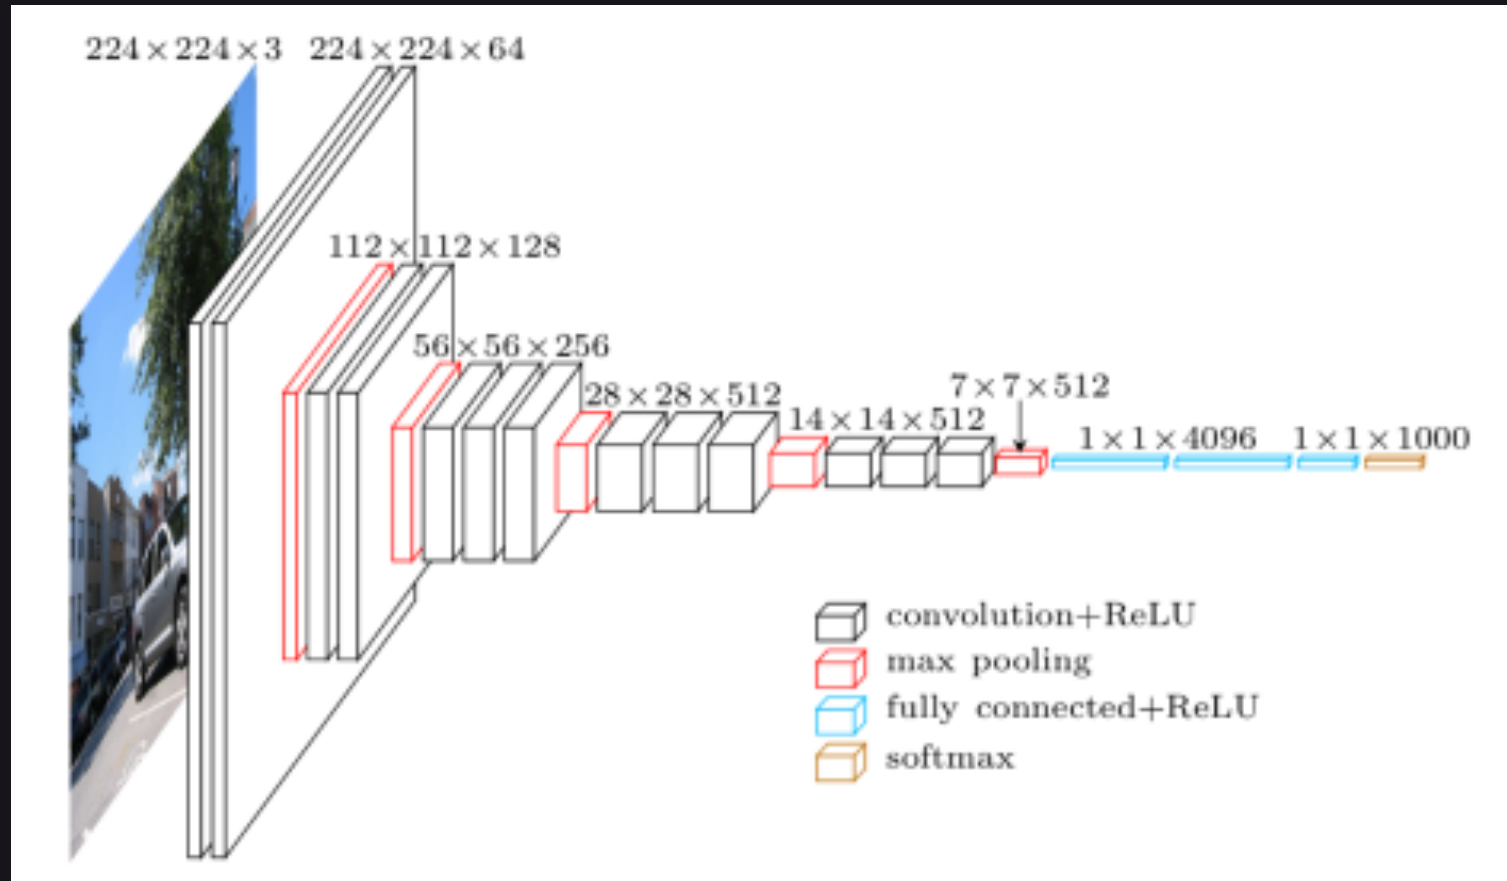 224×224×3
224×224×64
112×112×128
56×56×256
28×28×512
14×14×512
7×7×512
1×1×4096
1×1×1000
convolution+ReLU
max pooling
fully connected+ReLU
softmax